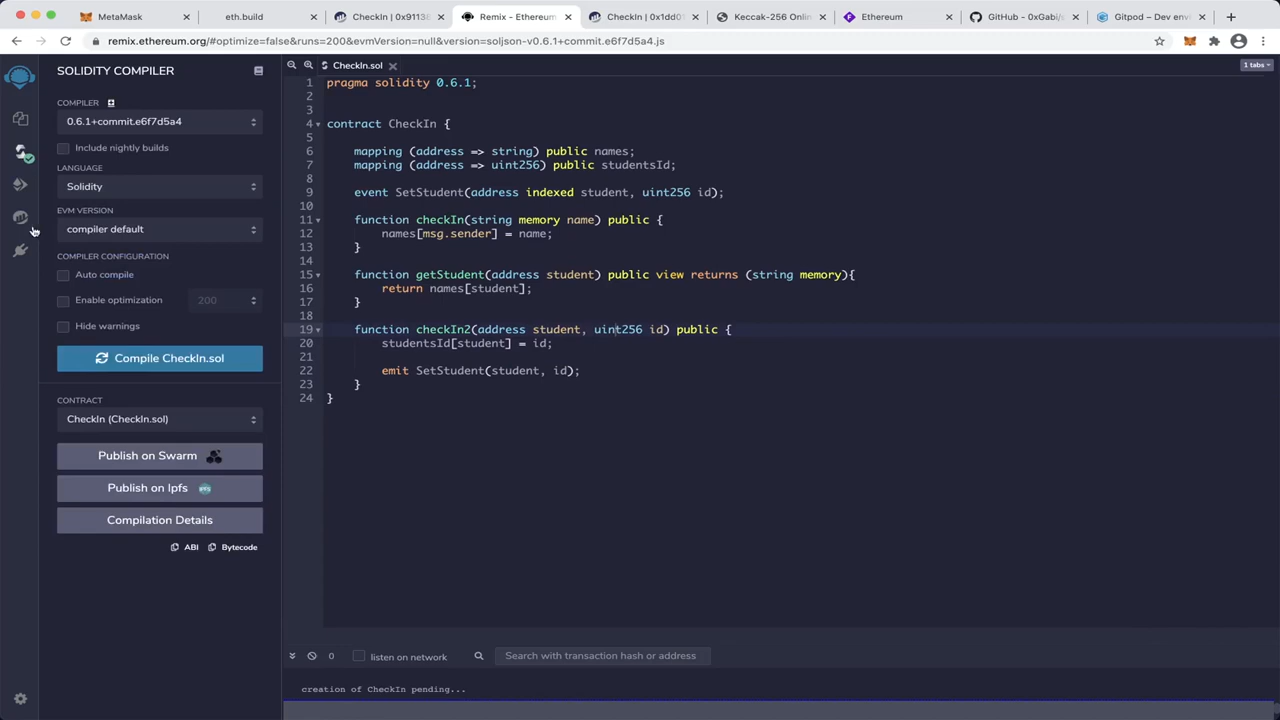 MetaMask
eth.build
CheckIn | 0x9113
Remix - Ethereum
CheckIn | 0x1dd0
Keccak-256 Onlin
Ethereum
GitHub - 0xGabi/
Gitpod – Dev envi
remix.ethereum.org/#optimize=false&runs=200&evmVersion=null&version=soljson-v0.6.1+commit.e6f7d5a4.js
SOLIDITY COMPILER
COMPILER
0.6.1+commit.e6f7d5a4
Include nightly builds
LANGUAGE
Solidity
EVM VERSION
compiler default
COMPILER CONFIGURATION
Auto compile
Enable optimization
200
Hide warnings
Compile CheckIn.sol
CONTRACT
CheckIn (CheckIn.sol)
Publish on Swarm
Publish on Ipfs
Compilation Details
ABI
Bytecode
CheckIn.sol
1 tabs
1 pragma solidity 0.6.1;
2
3
4 contract CheckIn {
5
6 mapping (address => string) public names;
7 mapping (address => uint256) public studentsId;
8
9 event SetStudent(address indexed student, uint256 id);
10
11 function checkIn(string memory name) public {
12 names[msg.sender] = name;
13 }
14
15 function getStudent(address student) public view returns (string memory){
16 return names[student];
17 }
18
19 function checkIn2(address student, uint256 id) public {
20 studentsId[student] = id;
21
22 emit SetStudent(student, id);
23 }
24 }
0
listen on network
Search with transaction hash or address
creation of CheckIn pending...